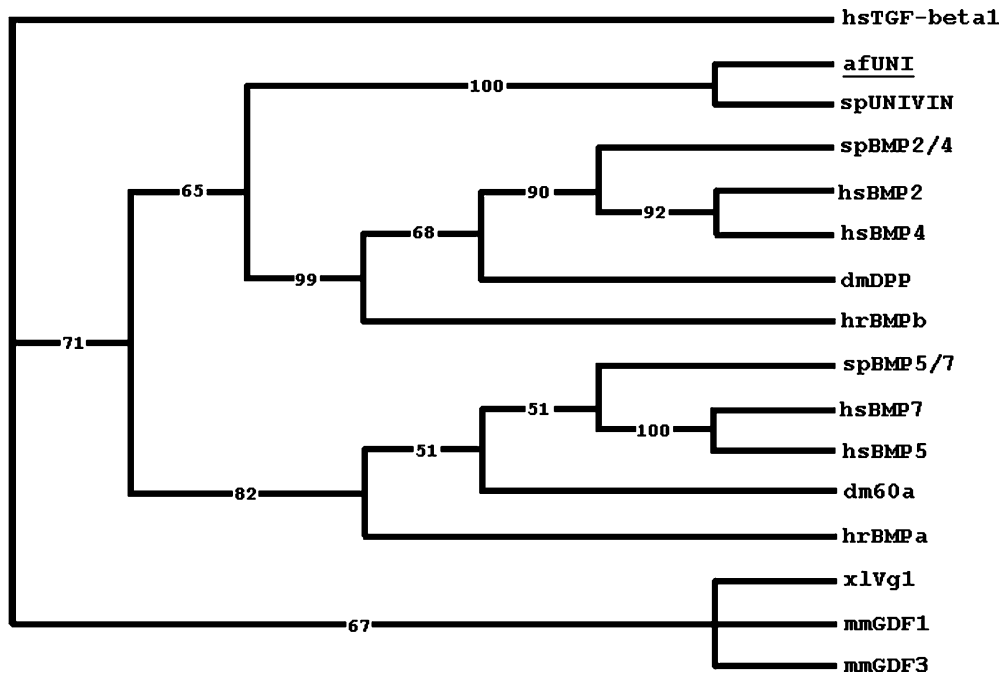 hsTGF-beta1
afUNI
100
spUNIVIN
spBMP2/4
65
90
hsBMP2
92
68
hsBMP4
99
dmDPP
hrBMPb
71
spBMP5/7
51
hsBMP7
100
51
hsBMP5
82
dm60a
hrBMPa
xlVg1
67
mmGDF1
mmGDF3